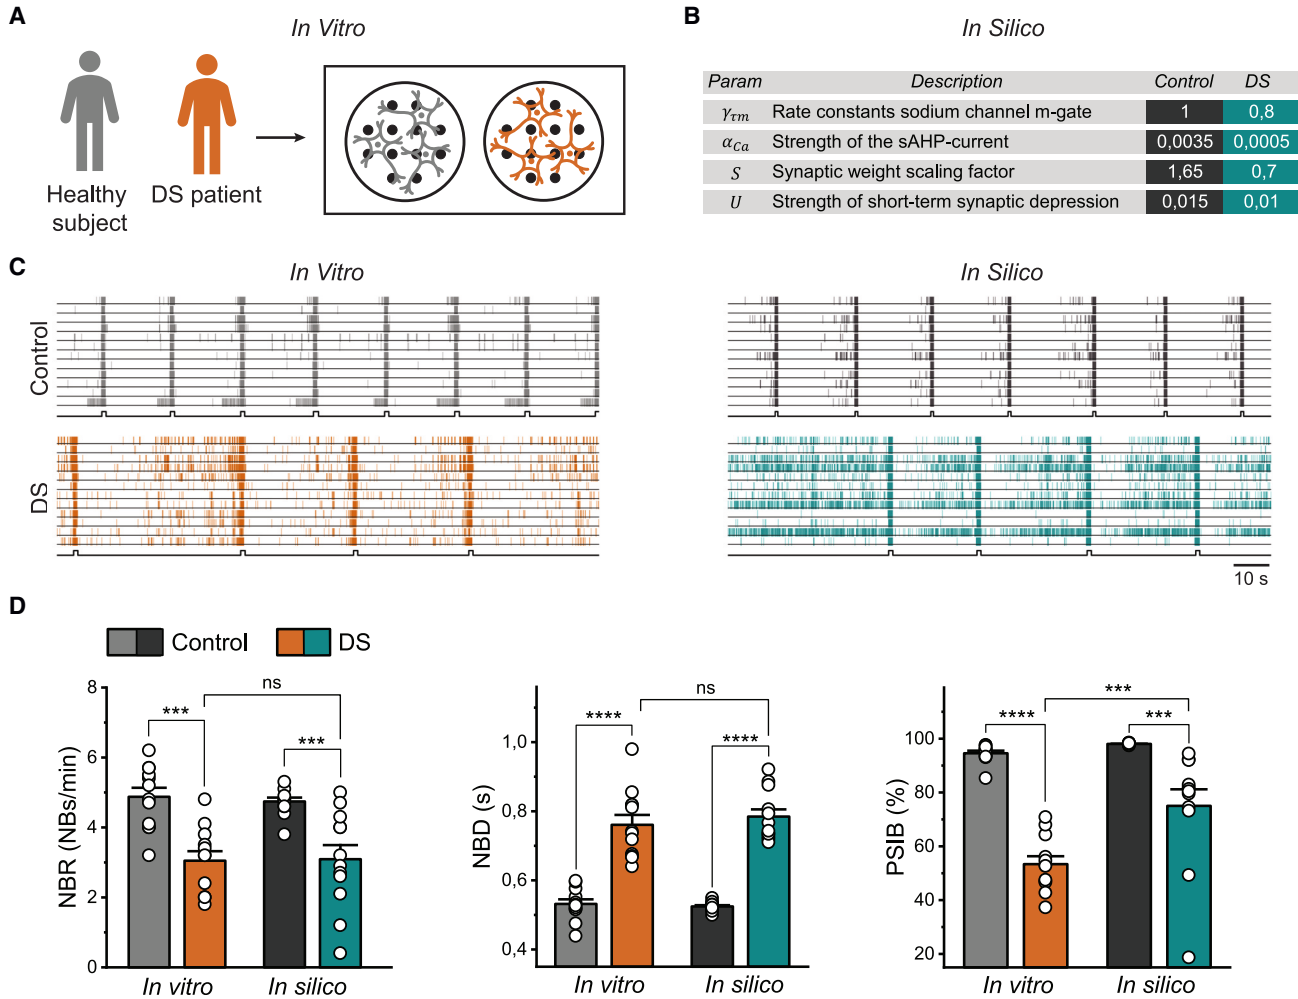 A
In Vitro
Healthy
subject
DS patient
B
In Silico
Param Description Control DS
γτm Rate constants sodium channel m-gate 1 0,8
αCa Strength of the sAHP-current 0,0035 0,0005
S Synaptic weight scaling factor 1,65 0,7
U Strength of short-term synaptic depression 0,015 0,01
C
In Vitro
In Silico
Control
DS
10 s
D
Control DS
NBR (NBs/min)
8
6
4
2
0
***
ns
***
In vitro In silico
NBD (s)
1,0
0,8
0,6
0,4
****
ns
****
In vitro In silico
PSIB (%)
100
80
60
40
20
****
***
***
In vitro In silico